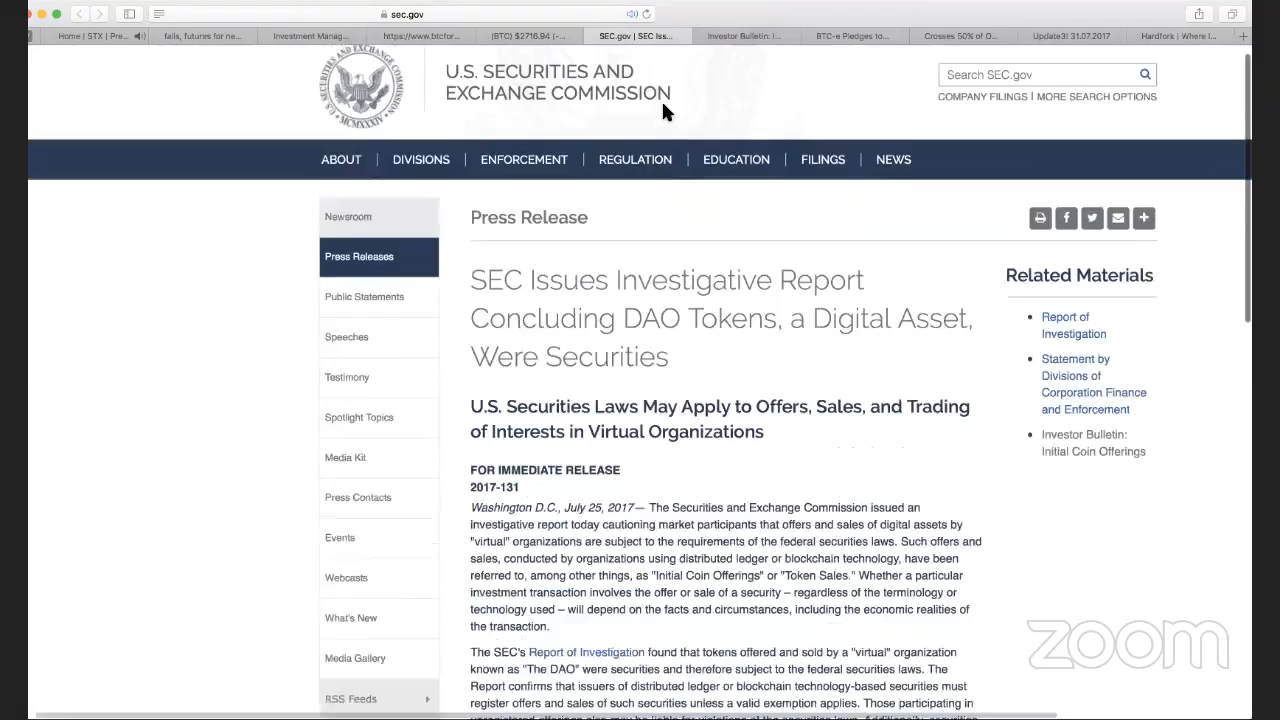 sec.gov
Home | STX | Pre...
falls, futures for ne...
Investment Manag...
https://www.btcfor...
(BTC) $2716.94 (-...
SEC.gov | SEC Iss...
Investor Bulletin: I...
BTC-e Pledges to...
Crosses 50% of O...
Update3! 31.07.2017
Hardfork | Where I...
U.S. SECURITIES AND
EXCHANGE COMMISSION
Search SEC.gov
COMPANY FILINGS | MORE SEARCH OPTIONS
ABOUT | DIVISIONS | ENFORCEMENT | REGULATION | EDUCATION | FILINGS | NEWS
Newsroom
Press Releases
Public Statements
Speeches
Testimony
Spotlight Topics
Media Kit
Press Contacts
Events
Webcasts
What's New
Media Gallery
RSS Feeds
Press Release
SEC Issues Investigative Report
Concluding DAO Tokens, a Digital Asset,
Were Securities
U.S. Securities Laws May Apply to Offers, Sales, and Trading
of Interests in Virtual Organizations
FOR IMMEDIATE RELEASE
2017-131
Washington D.C., July 25, 2017— The Securities and Exchange Commission issued an
investigative report today cautioning market participants that offers and sales of digital assets by
"virtual" organizations are subject to the requirements of the federal securities laws. Such offers and
sales, conducted by organizations using distributed ledger or blockchain technology, have been
referred to, among other things, as "Initial Coin Offerings" or "Token Sales." Whether a particular
investment transaction involves the offer or sale of a security – regardless of the terminology or
technology used – will depend on the facts and circumstances, including the economic realities of
the transaction.
The SEC's Report of Investigation found that tokens offered and sold by a "virtual" organization
known as "The DAO" were securities and therefore subject to the federal securities laws. The
Report confirms that issuers of distributed ledger or blockchain technology-based securities must
register offers and sales of such securities unless a valid exemption applies. Those participating in
Related Materials
Report of
Investigation
Statement by
Divisions of
Corporation Finance
and Enforcement
Investor Bulletin:
Initial Coin Offerings
zoom